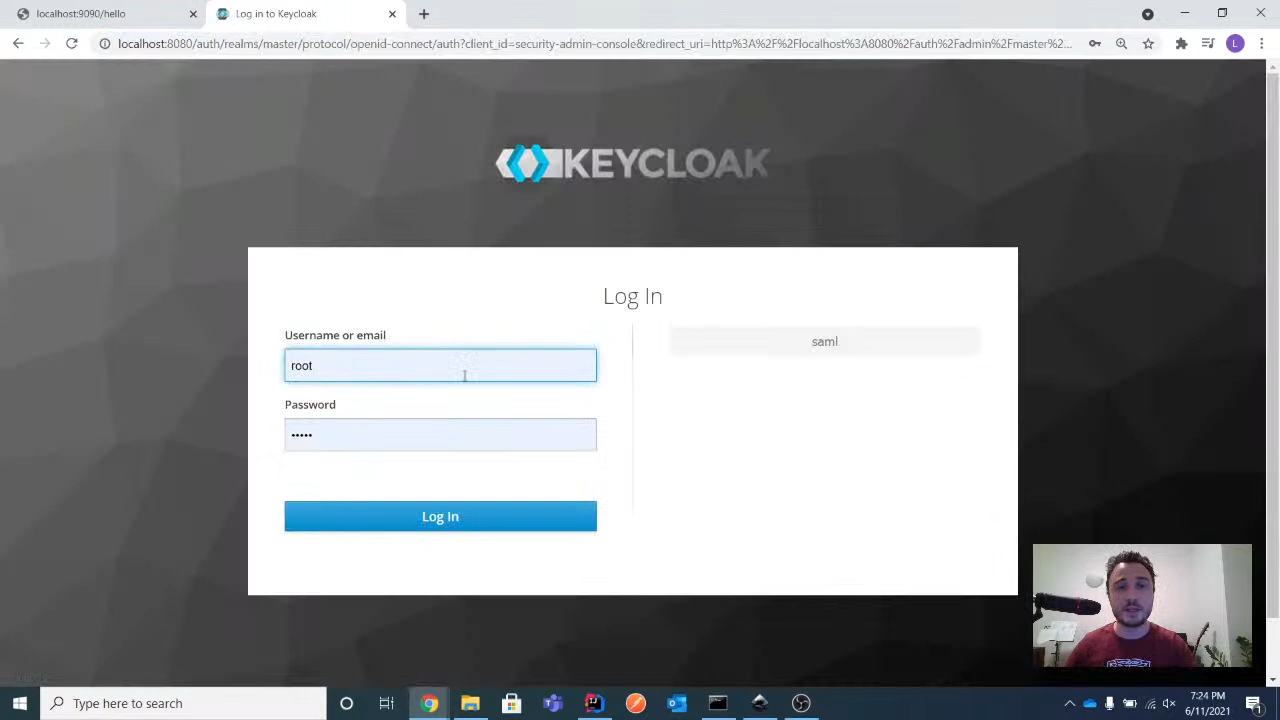 localhost:9090/hello
Log in to Keycloak
localhost:8080/auth/realms/master/protocol/openid-connect/auth?client_id=security-admin-console&redirect_uri=http%3A%2F%2Flocalhost%3A8080%2Fauth%2Fadmin%2Fmaster%2...
L
KEYCLOAK
Log In
Username or email
root
saml
Password
•••••
Log In
Type here to search
7:24 PM
6/11/2021